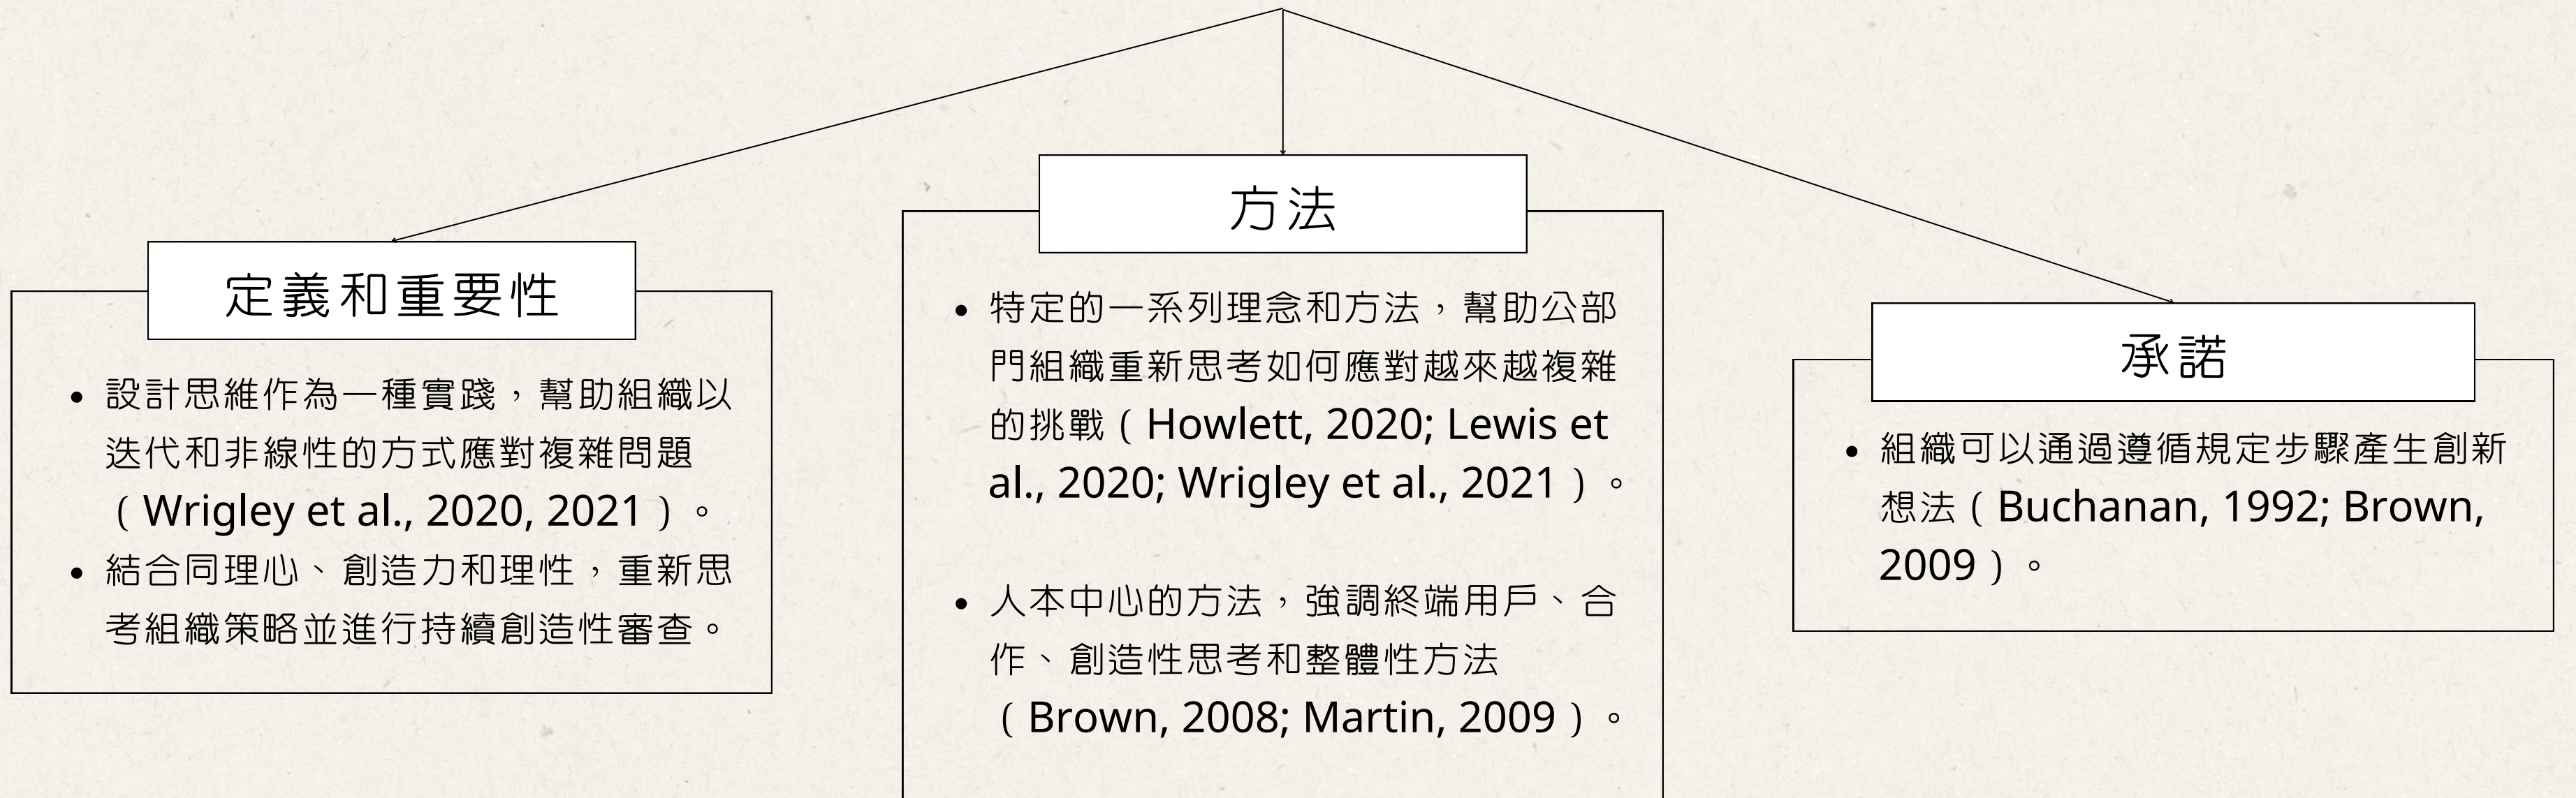 定義和重要性
• 設計思維作為一種實踐，幫助組織以
迭代和非線性的方式應對複雜問題
（Wrigley et al., 2020, 2021）。
• 結合同理心、創造力和理性，重新思
考組織策略並進行持續創造性審查。
方法
• 特定的一系列理念和方法，幫助公部
門組織重新思考如何應對越來越複雜
的挑戰（Howlett, 2020; Lewis et
al., 2020; Wrigley et al., 2021）。
• 人本中心的方法，強調終端用戶、合
作、創造性思考和整體性方法
（Brown, 2008; Martin, 2009）。
承諾
• 組織可以通過遵循規定步驟產生創新
想法（Buchanan, 1992; Brown,
2009）。